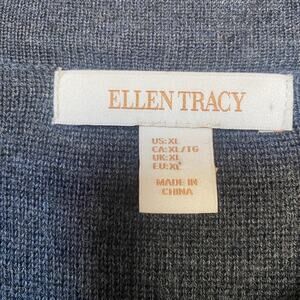 ELLEN TRACY
US:XL
CA:XL/TG
UK:XL
EU:XL
MADE IN
CHINA